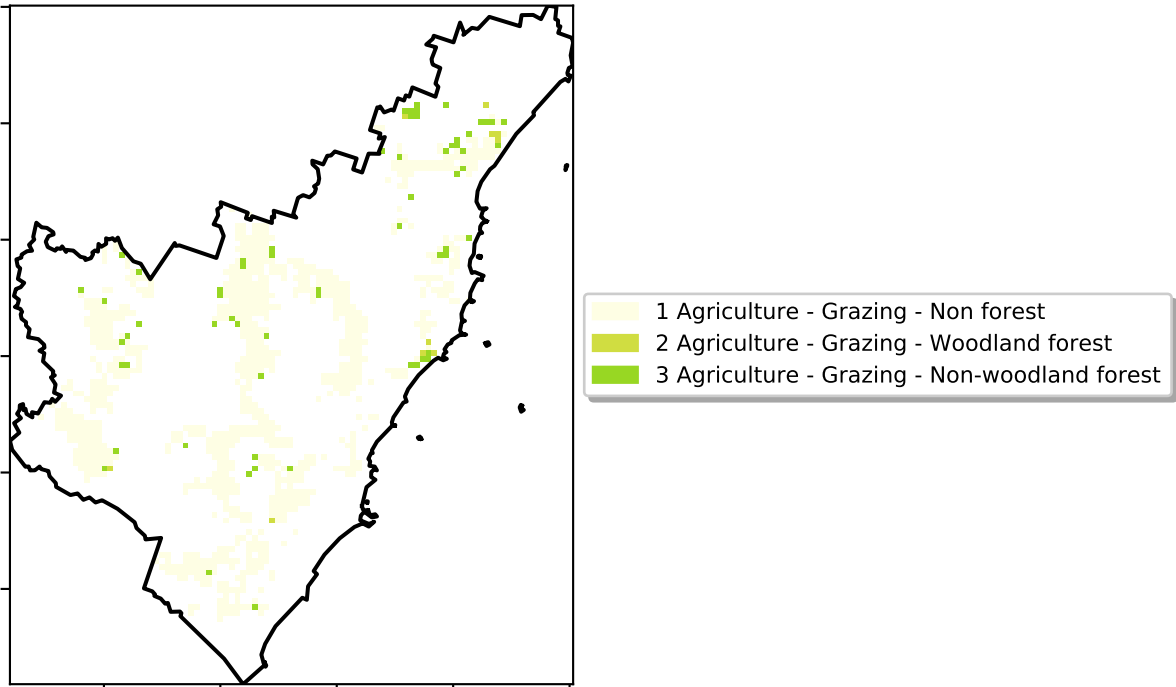 1 Agriculture - Grazing - Non forest
2 Agriculture - Grazing - Woodland forest
3 Agriculture - Grazing - Non-woodland forest